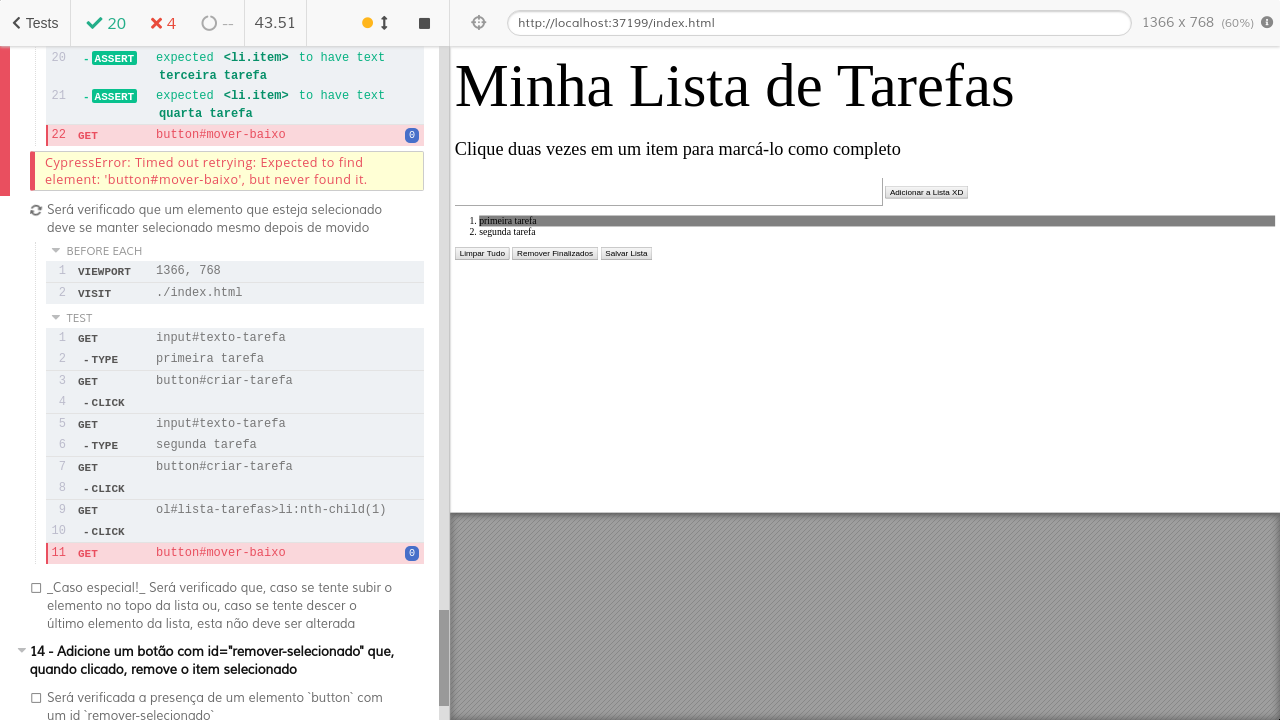 Tests
20
4
--
43.51
http://localhost:37199/index.html
1366 x 768 (60%)
20 - ASSERT expected <li.item> to have text
terceira tarefa
21 - ASSERT expected <li.item> to have text
quarta tarefa
22 GET button#mover-baixo 0
CypressError: Timed out retrying: Expected to find
element: 'button#mover-baixo', but never found it.
Será verificado que um elemento que esteja selecionado
deve se manter selecionado mesmo depois de movido
BEFORE EACH
1 VIEWPORT 1366, 768
2 VISIT ./index.html
TEST
1 GET input#texto-tarefa
2 - TYPE primeira tarefa
3 GET button#criar-tarefa
4 - CLICK
5 GET input#texto-tarefa
6 - TYPE segunda tarefa
7 GET button#criar-tarefa
8 - CLICK
9 GET ol#lista-tarefas>li:nth-child(1)
10 - CLICK
11 GET button#mover-baixo 0
_Caso especial!_ Será verificado que, caso se tente subir o
elemento no topo da lista ou, caso se tente descer o
último elemento da lista, esta não deve ser alterada
14 - Adicione um botão com id="remover-selecionado" que,
quando clicado, remove o item selecionado
Será verificada a presença de um elemento `button` com
um id `remover-selecionado`
Minha Lista de Tarefas
Clique duas vezes em um item para marcá-lo como completo
Adicionar a Lista XD
1. primeira tarefa
2. segunda tarefa
Limpar Tudo Remover Finalizados Salvar Lista